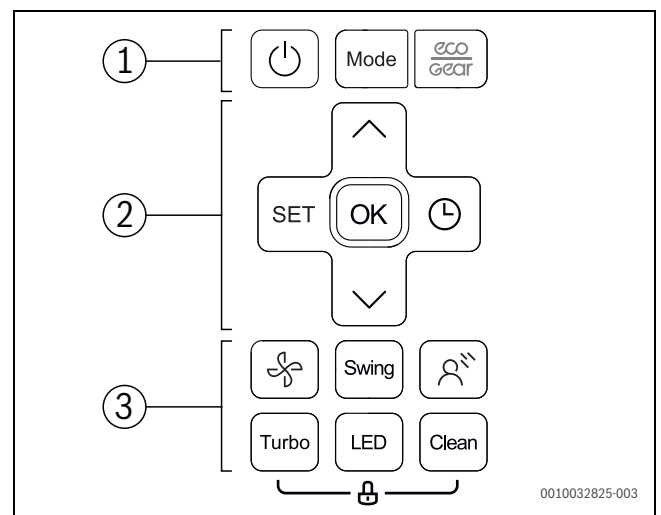 1
Mode
eco
Gear
2
SET
OK
3
Swing
Turbo
LED
Clean
0010032825-003